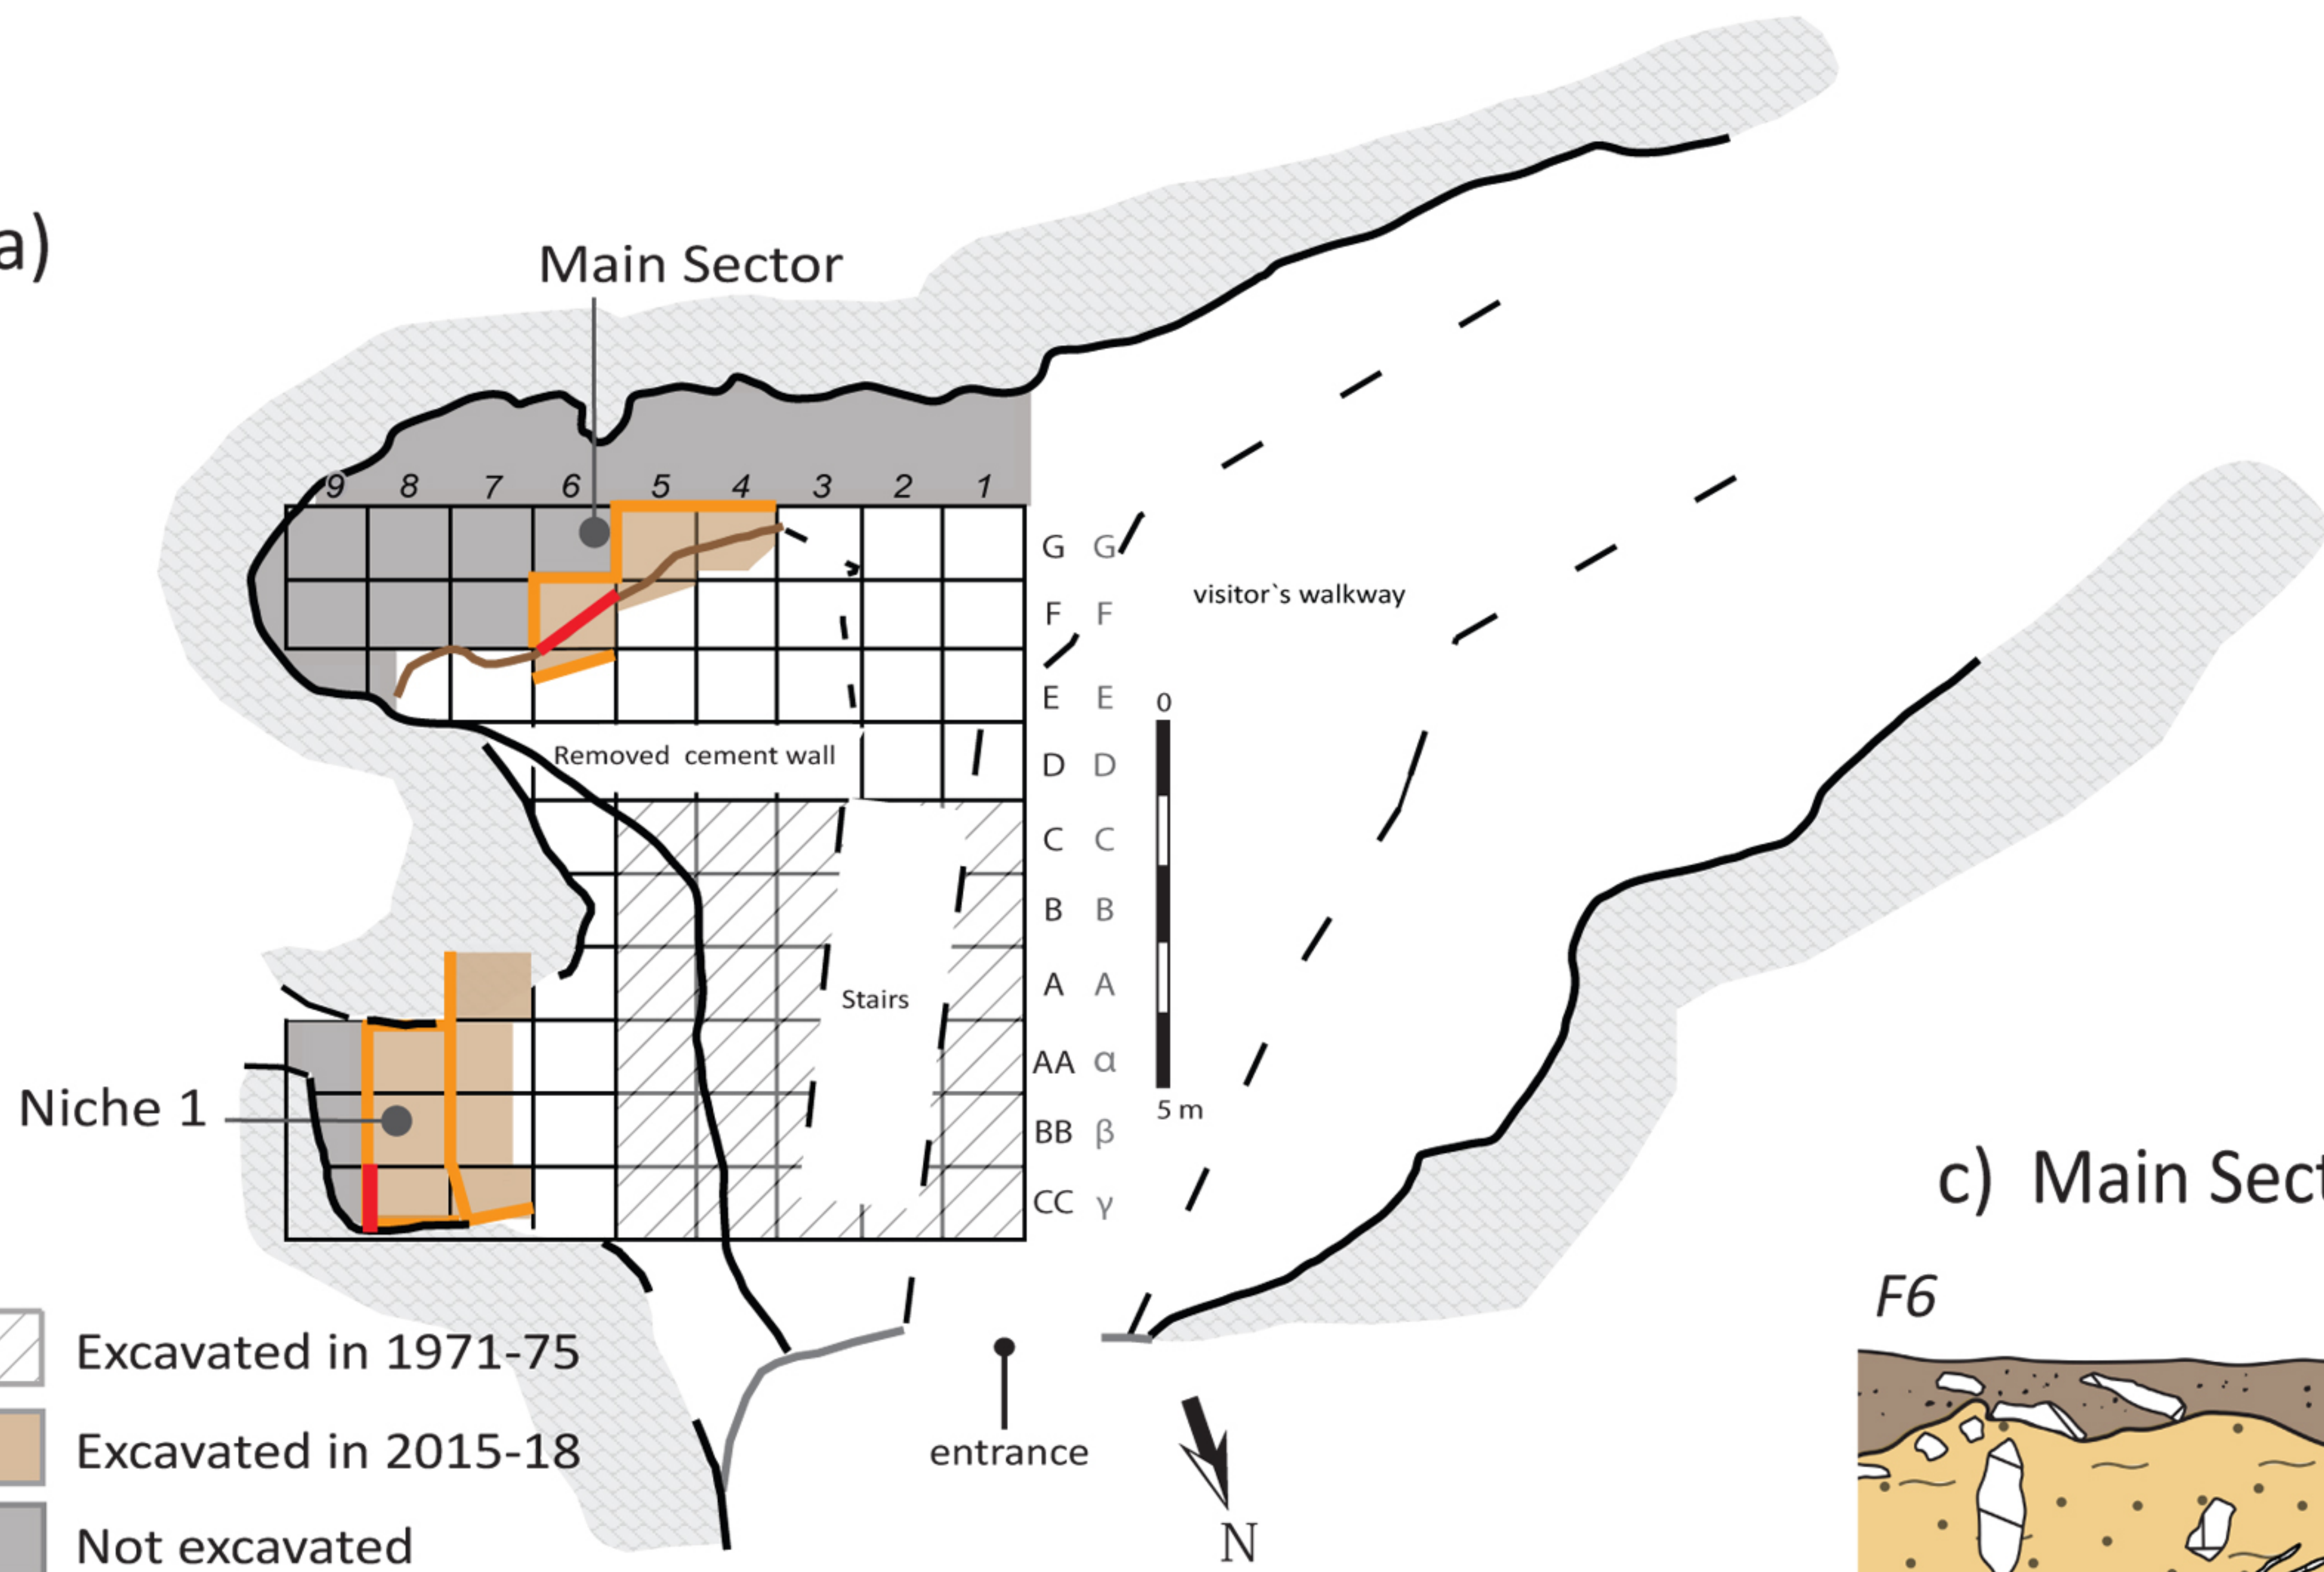 a)
Main Sector
9 8 7 6 5 4 3 2 1
G G
F F
visitor`s walkway
E E
0
Removed cement wall
D D
C C
B B
A A
Stairs
AA α
5 m
Niche 1
BB β
CC γ
c) Main Sect
F6
Excavated in 1971-75
Excavated in 2015-18
entrance
N
Not excavated